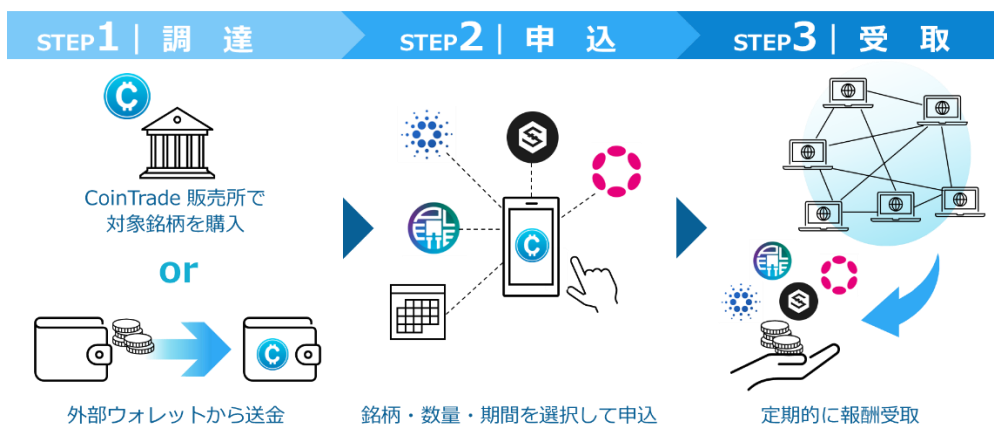 STEP1｜調 達
STEP2｜申 込
STEP3｜受 取
CoinTrade 販売所で
対象銘柄を購入
or
外部ウォレットから送金
銘柄・数量・期間を選択して申込
定期的に報酬受取